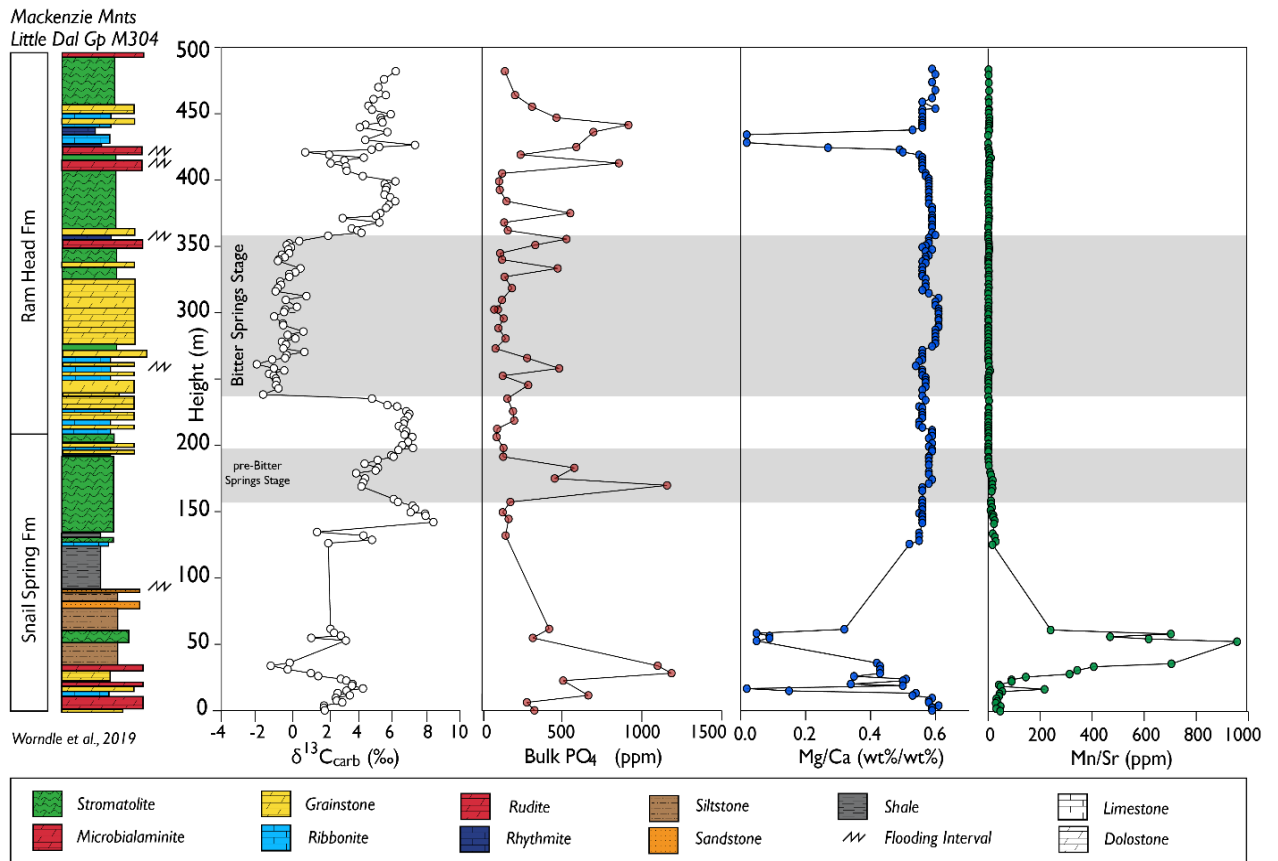 Mackenzie Mnts
Little Dal Gp M304
Ram Head Fm
Snail Spring Fm
500
450
400
350
300
250
200
150
100
50
0
Height (m)
Bitter Springs Stage
pre-Bitter
Springs Stage
-4 -2 0 2 4 6 8 10
δ13Ccarb (‰)
0 500 1000 1500
Bulk PO4 (ppm)
0.0 0.2 0.4 0.6
Mg/Ca (wt%/wt%)
0 200 400 600 800 1000
Mn/Sr (ppm)
Worndle et al., 2019
Stromatolite Grainstone Rudite Siltstone Shale Limestone
Microbialaminite Ribbonite Rhythmite Sandstone Flooding Interval Dolostone